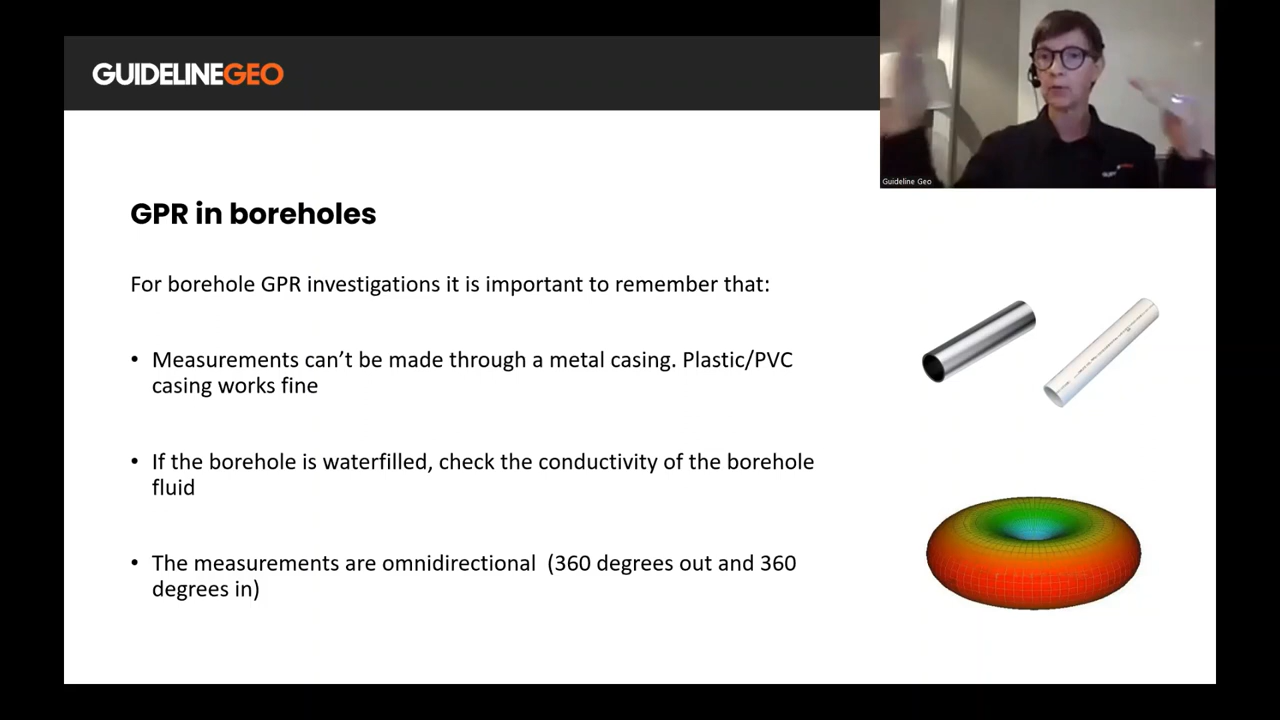 GUIDELINEGEO
Guideline Geo
GPR in boreholes
For borehole GPR investigations it is important to remember that:
• Measurements can’t be made through a metal casing. Plastic/PVC
casing works fine
• If the borehole is waterfilled, check the conductivity of the borehole
fluid
• The measurements are omnidirectional (360 degrees out and 360
degrees in)